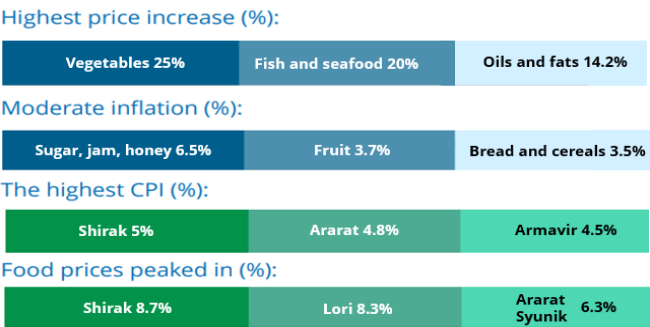 Highest price increase (%):
Vegetables 25% Fish and seafood 20% Oils and fats 14.2%
Moderate inflation (%):
Sugar, jam, honey 6.5% Fruit 3.7% Bread and cereals 3.5%
The highest CPI (%):
Shirak 5% Ararat 4.8% Armavir 4.5%
Food prices peaked in (%):
Shirak 8.7% Lori 8.3% Ararat 6.3%
Syunik